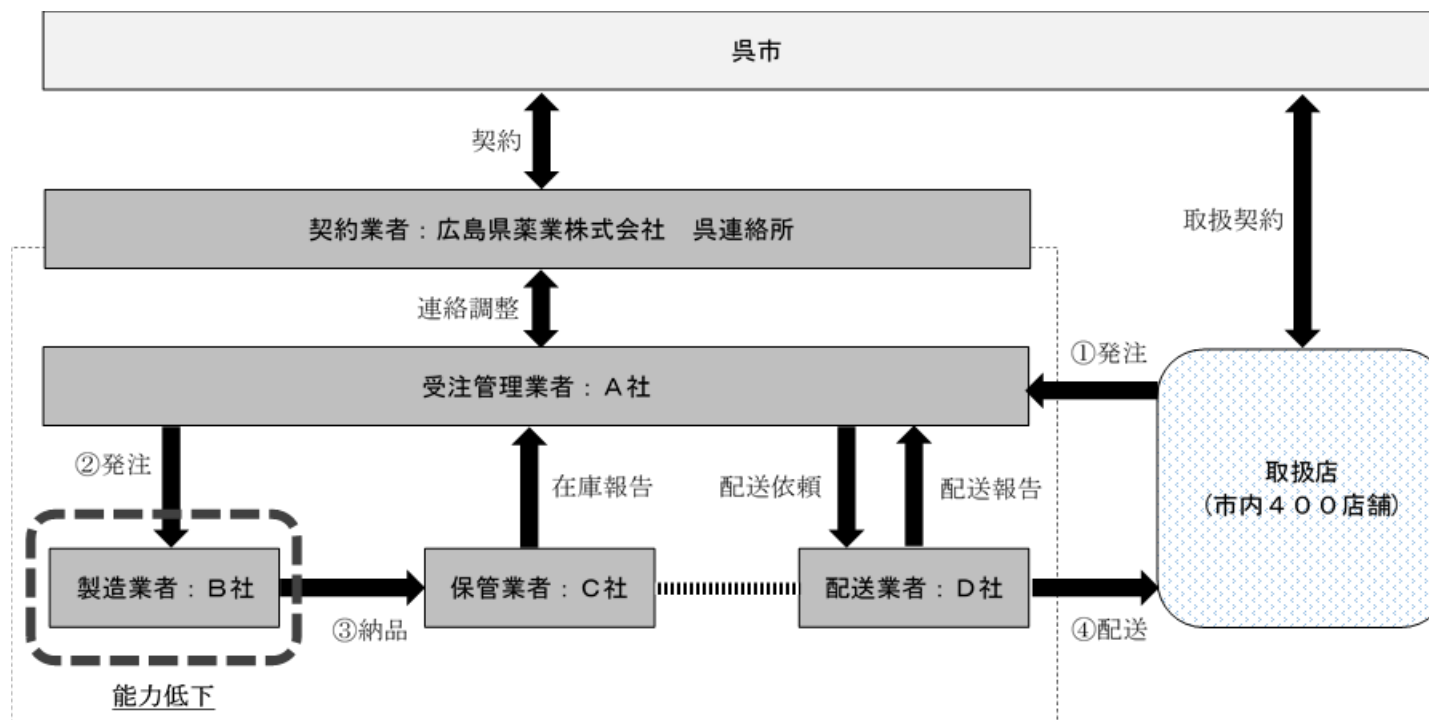 呉市
契約
取扱契約
契約業者：広島県薬業株式会社　呉連絡所
連絡調整
①発注
受注管理業者：Ａ社
②発注
在庫報告
配送依頼
配送報告
取扱店
（市内４００店舗）
製造業者：Ｂ社
保管業者：Ｃ社
配送業者：Ｄ社
③納品
④配送
能力低下